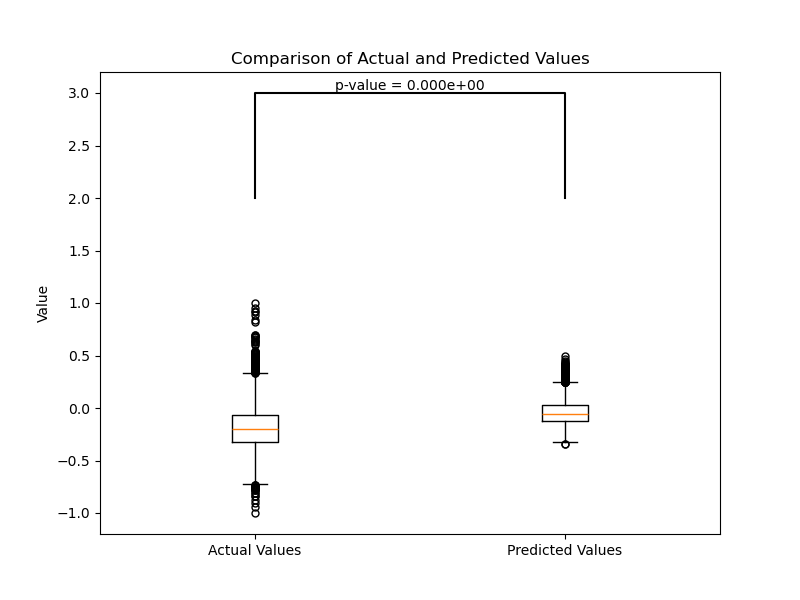 Comparison of Actual and Predicted Values
p-value = 0.000e+00
3.0
2.5
2.0
1.5
1.0
0.5
0.0
−0.5
−1.0
Value
Actual Values
Predicted Values